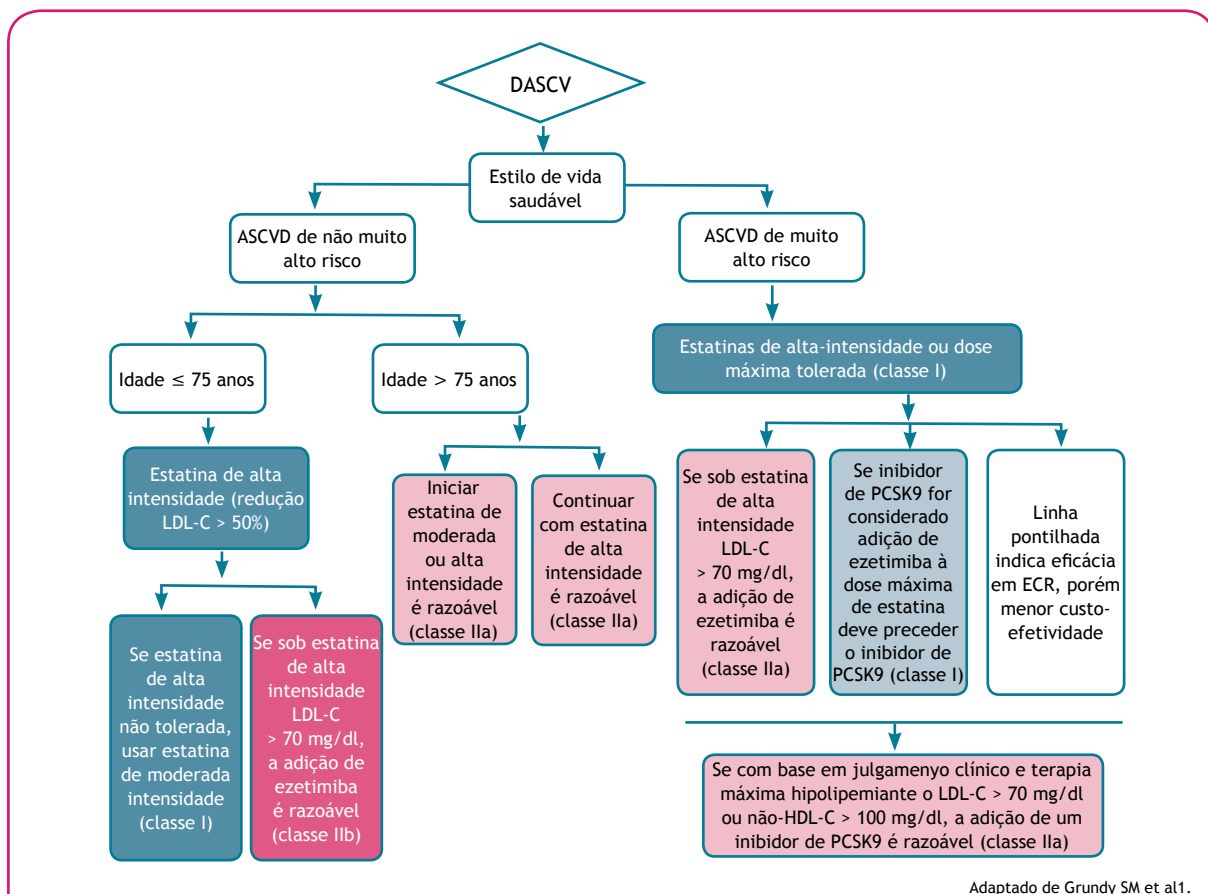 DASCV
Estilo de vida
saudável
ASCVD de não muito
alto risco
ASCVD de muito
alto risco
Idade ≤ 75 anos
Idade > 75 anos
Estatinas de alta-intensidade ou dose
máxima tolerada (classe I)
Estatina de alta
intensidade (redução
LDL-C > 50%)
Iniciar
estatina de
moderada
ou alta
intensidade
é razoável
(classe IIa)
Continuar
com estatina
de alta
intensidade
é razoável
(classe IIa)
Se sob estatina
de alta
intensidade
LDL-C
> 70 mg/dl,
a adição de
ezetimiba é
razoável
(classe IIa)
Se inibidor
de PCSK9 for
considerado
adição de
ezetimiba à
dose máxima
de estatina
deve preceder
o inibidor de
PCSK9 (classe I)
Linha
pontilhada
indica eficácia
em ECR, porém
menor custo-
efetividade
Se estatina
de alta
intensidade
não tolerada,
usar estatina
de moderada
intensidade
(classe I)
Se sob estatina
de alta
intensidade
LDL-C
> 70 mg/dl,
a adição de
ezetimiba
é razoável
(classe IIb)
Se com base em julgamenyo clínico e terapia
máxima hipolipemiante o LDL-C > 70 mg/dl
ou não-HDL-C > 100 mg/dl, a adição de um
inibidor de PCSK9 é razoável (classe IIa)
Adaptado de Grundy SM et al1.